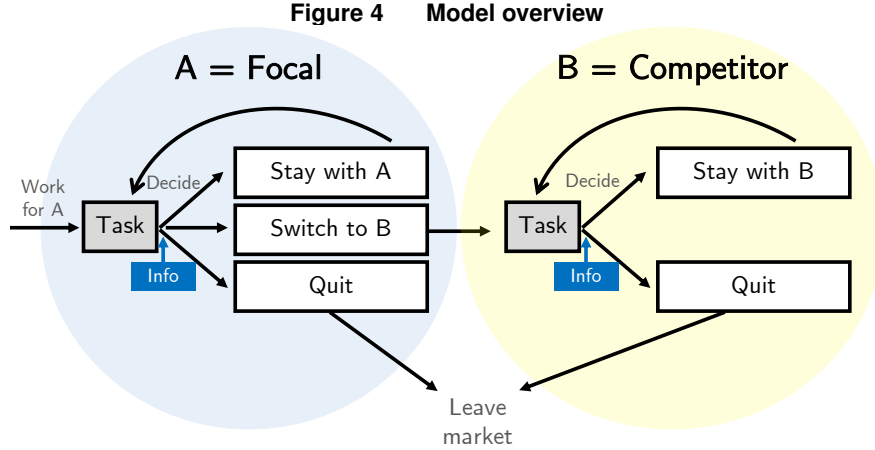 Figure 4 Model overview
A = Focal
B = Competitor
Work
for A
Task
Decide
Info
Stay with A
Switch to B
Quit
Task
Decide
Info
Stay with B
Quit
Leave
market